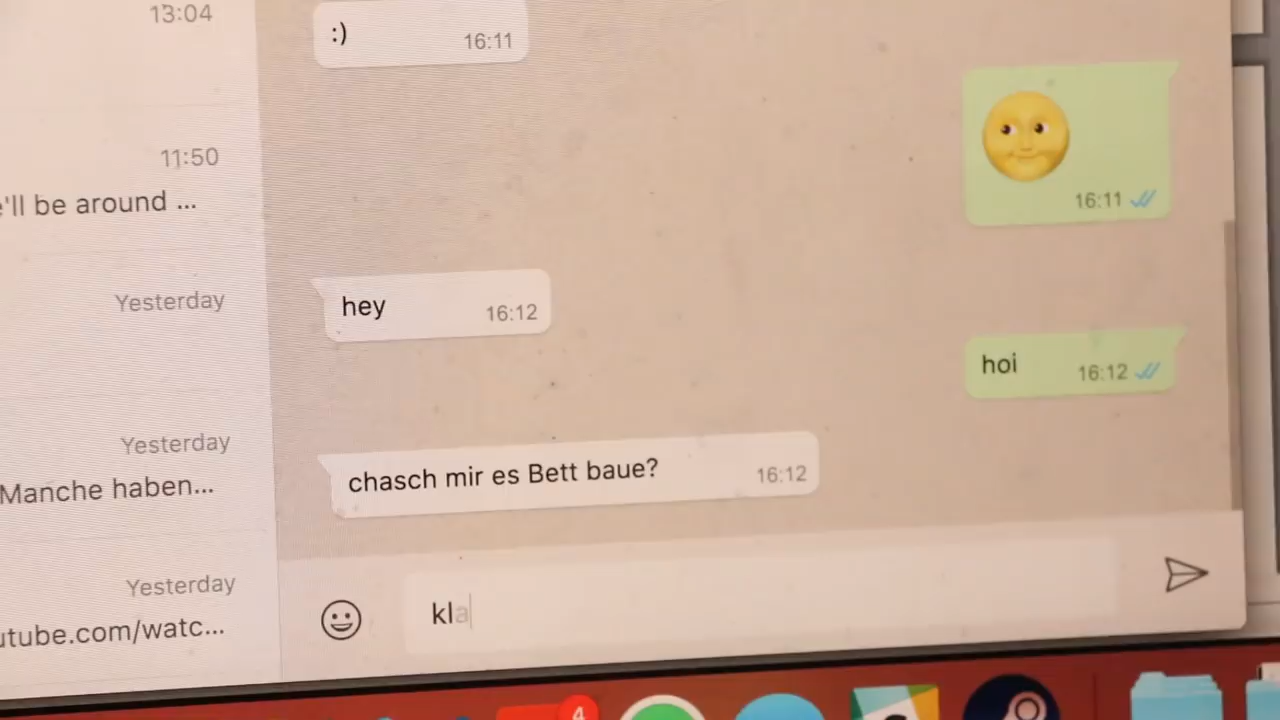 13:04
11:50
'll be around ...
Yesterday
Yesterday
Manche haben...
Yesterday
utube.com/watc...
:)
16:11
16:11
hey
16:12
hoi
16:12
chasch mir es Bett baue?
16:12
kla
4